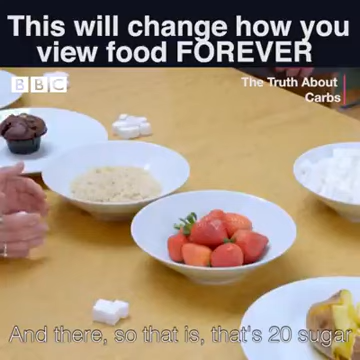 This will change how you
view food FOREVER
BBC
The Truth About
Carbs
And there, so that is, that's 20 sugar